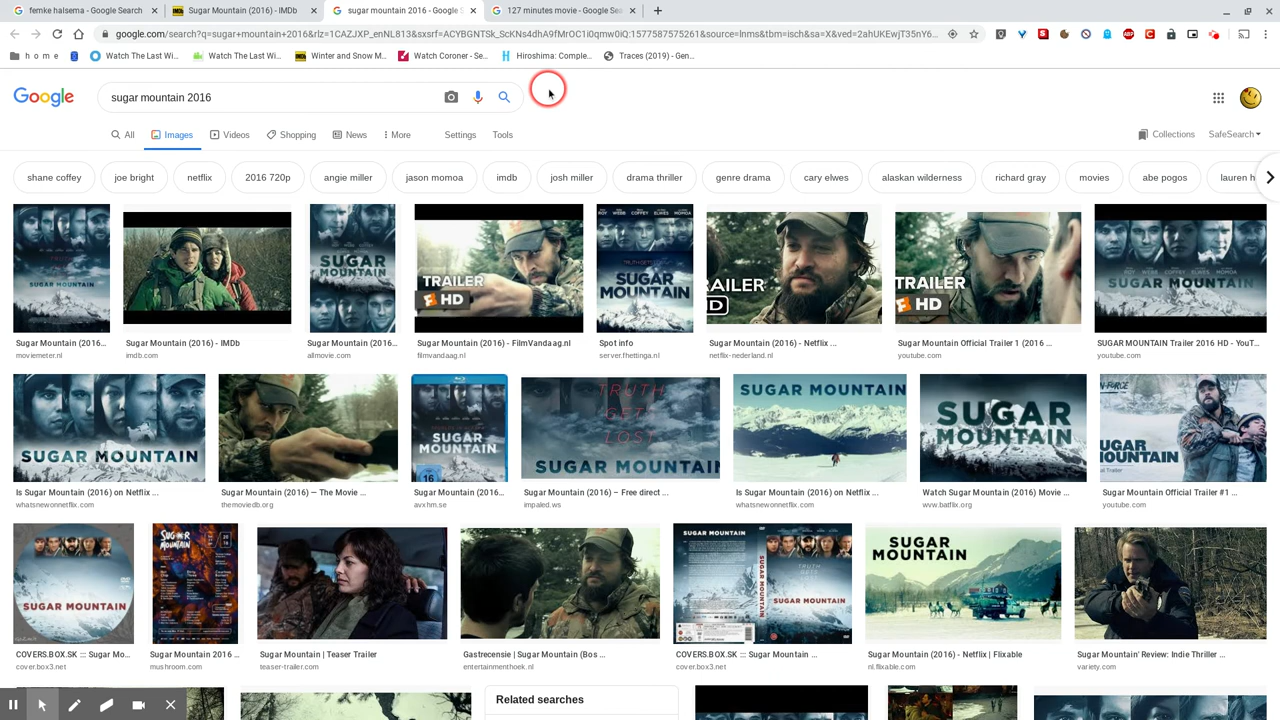 femke halsema - Google Search
Sugar Mountain (2016) - IMDb
sugar mountain 2016 - Google S
127 minutes movie - Google Sea
google.com/search?q=sugar+mountain+2016&rlz=1CAZJXP_enNL813&sxsrf=ACYBGNTSk_ScKNs4dhA9fMrOC1i0qmw0iQ:1577587575261&source=lnms&tbm=isch&sa=X&ved=2ahUKEwjT35nY6...
h o m e
Watch The Last Wi...
Watch The Last Wi...
Winter and Snow M...
Watch Coroner - Se...
Hiroshima: Comple...
Traces (2019) - Gen...
Google
sugar mountain 2016
All Images Videos Shopping News More Settings Tools
Collections SafeSearch
shane coffey joe bright netflix 2016 720p angie miller jason momoa imdb josh miller drama thriller genre drama cary elwes alaskan wilderness richard gray movies abe pogos lauren h
SUGAR MOUNTAIN
TRAILER HD
SUGAR MOUNTAIN
RAILER
TRAILER HD
SUGAR MOUNTAIN
Sugar Mountain (2016...
moviemeter.nl
Sugar Mountain (2016) - IMDb
imdb.com
Sugar Mountain (2016...
allmovie.com
Sugar Mountain (2016) - FilmVandaag.nl
filmvandaag.nl
Spot info
server.fhettinga.nl
Sugar Mountain (2016) - Netflix ...
netflix-nederland.nl
Sugar Mountain Official Trailer 1 (2016 ...
youtube.com
SUGAR MOUNTAIN Trailer 2016 HD - YouT...
youtube.com
SUGAR MOUNTAIN
SUGAR MOUNTAIN
16
TRUTH
GETS
LOST
SUGAR MOUNTAIN
SUGAR MOUNTAIN
SUGAR
MOUNTAIN
Is Sugar Mountain (2016) on Netflix ...
whatsnewonnetflix.com
Sugar Mountain (2016) — The Movie ...
themoviedb.org
Sugar Mountain (2016...
avxhm.se
Sugar Mountain (2016) – Free direct ...
impaled.ws
Is Sugar Mountain (2016) on Netflix ...
whatsnewonnetflix.com
Watch Sugar Mountain (2016) Movie ...
www.batflix.org
Sugar Mountain Official Trailer #1 ...
youtube.com
SUGAR MOUNTAIN
SUGAR MOUNTAIN
SUGAR
MOUNTAIN
COVERS.BOX.SK ::: Sugar Mo...
cover.box3.net
Sugar Mountain 2016 ...
mushroom.com
Sugar Mountain | Teaser Trailer
teaser-trailer.com
Gastrecensie | Sugar Mountain (Bos ...
entertainmenthoek.nl
COVERS.BOX.SK ::: Sugar Mountain ...
cover.box3.net
Sugar Mountain (2016) - Netflix | Flixable
nl.flixable.com
Sugar Mountain' Review: Indie Thriller ...
variety.com
Related searches